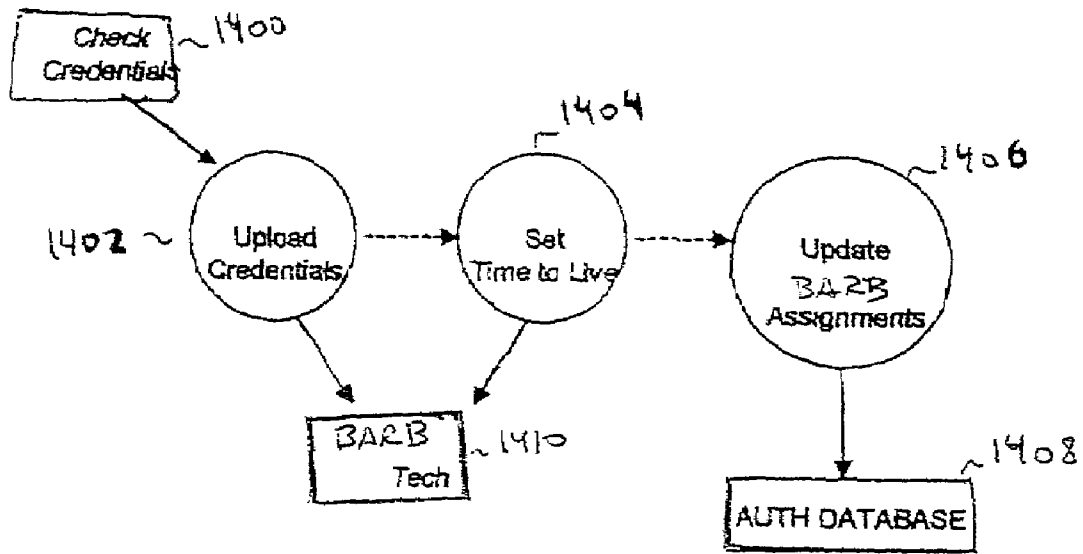 Check
Credentials
1400
1404
1406
1402
Upload
Credentials
Set
Time to Live
Update
BARB
Assignments
BARB
Tech
1410
1408
AUTH DATABASE